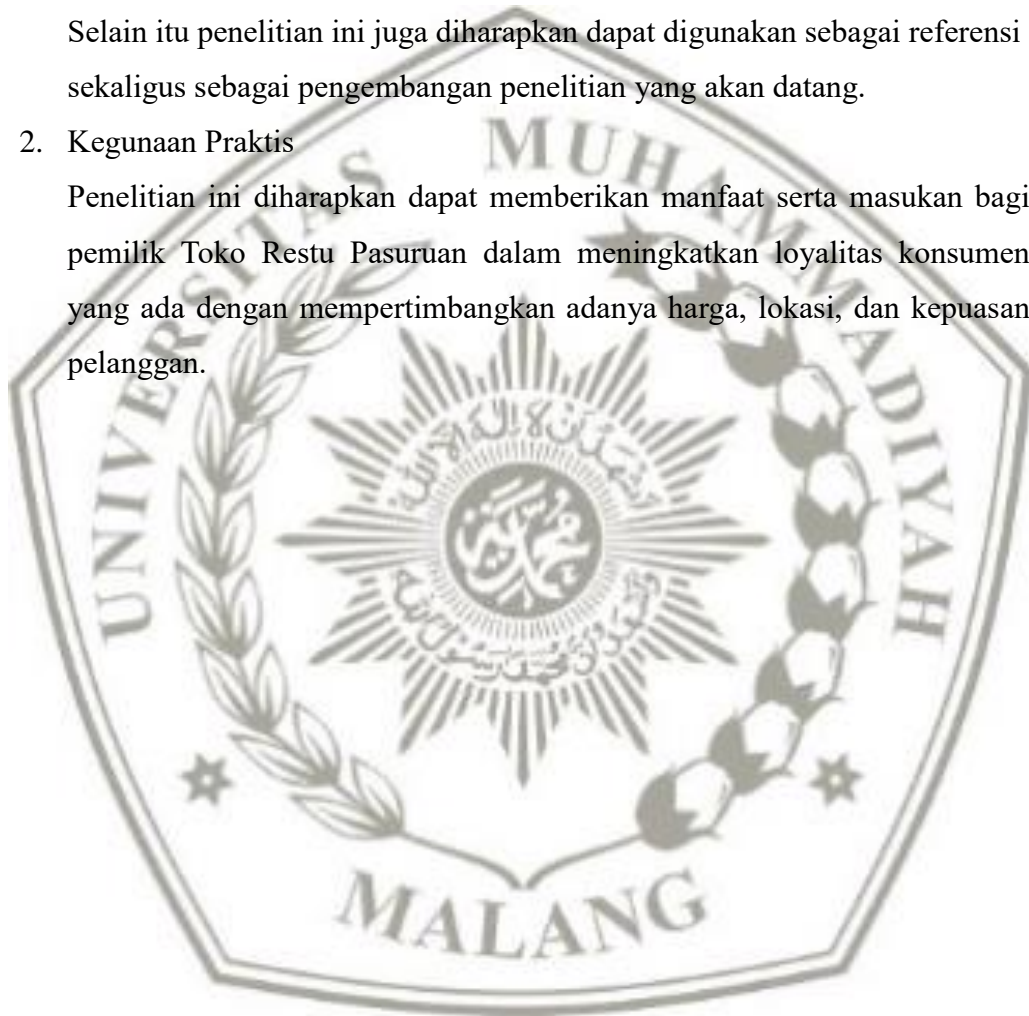 Selain itu penelitian ini juga diharapkan dapat digunakan sebagai referensi
sekaligus sebagai pengembangan penelitian yang akan datang.
2. Kegunaan Praktis
Penelitian ini diharapkan dapat memberikan manfaat serta masukan bagi
pemilik Toko Restu Pasuruan dalam meningkatkan loyalitas konsumen
yang ada dengan mempertimbangkan adanya harga, lokasi, dan kepuasan
pelanggan.
UNIVERSITAS MUHAMMADIYAH
MALANG